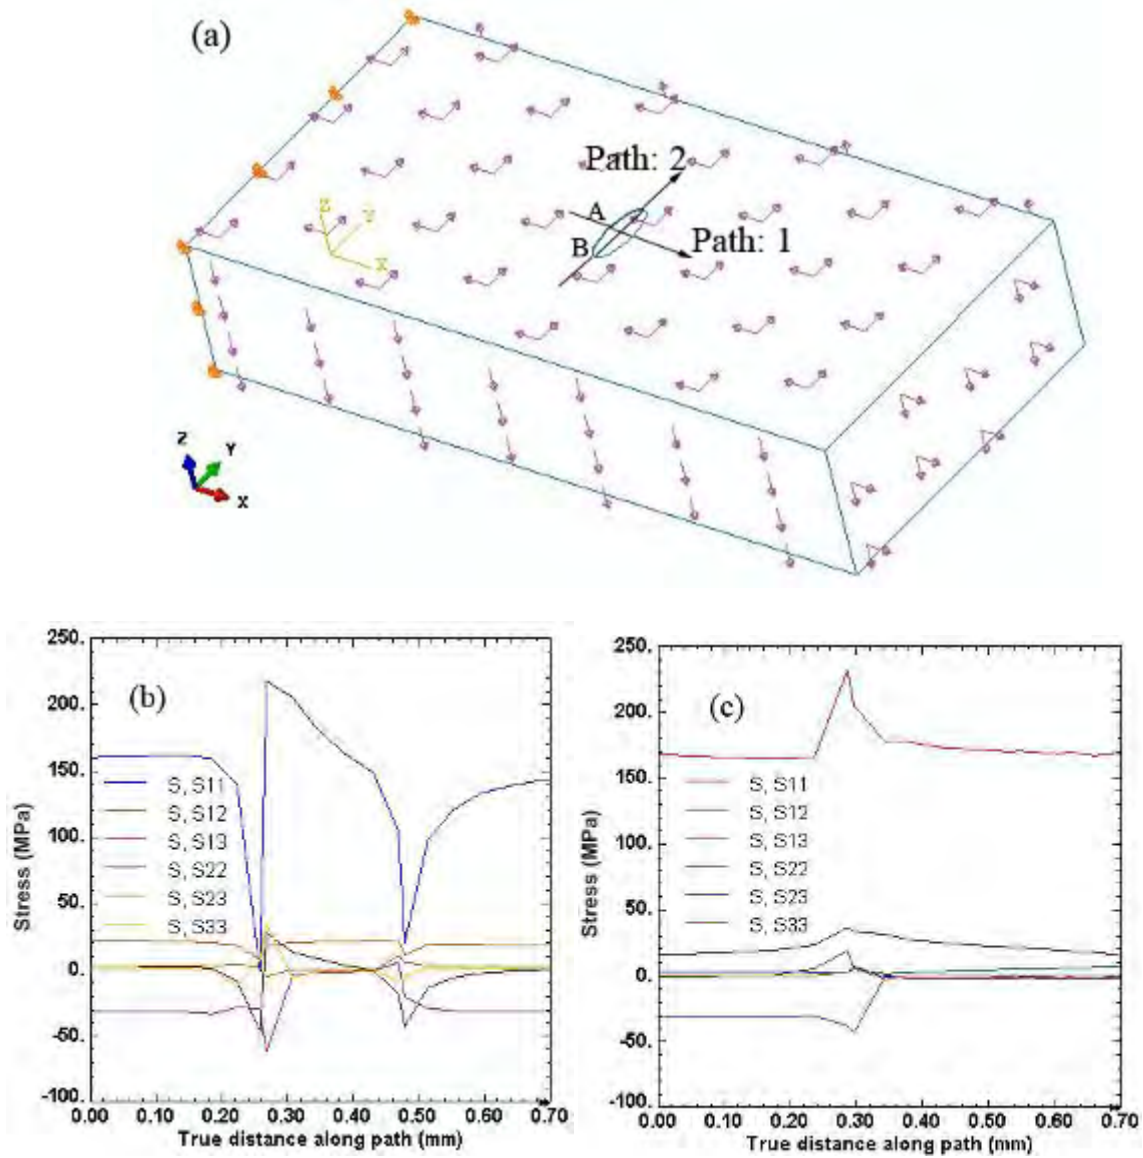 (a)
Path: 2
A
Z
Y
Path: 1
B
X
Z
Y
X
250.
200.
150.
100.
50.
0.
-50.
-100.
Stress (MPa)
(b)
S, S11
S, S12
S, S13
S, S22
S, S23
S, S33
0.00 0.10 0.20 0.30 0.40 0.50 0.60 0.70
True distance along path (mm)
250.
200.
150.
100.
50.
0.
-50.
-100.
Stress (MPa)
(c)
S, S11
S, S12
S, S13
S, S22
S, S23
S, S33
0.00 0.10 0.20 0.30 0.40 0.50 0.60 0.70
True distance along path (mm)